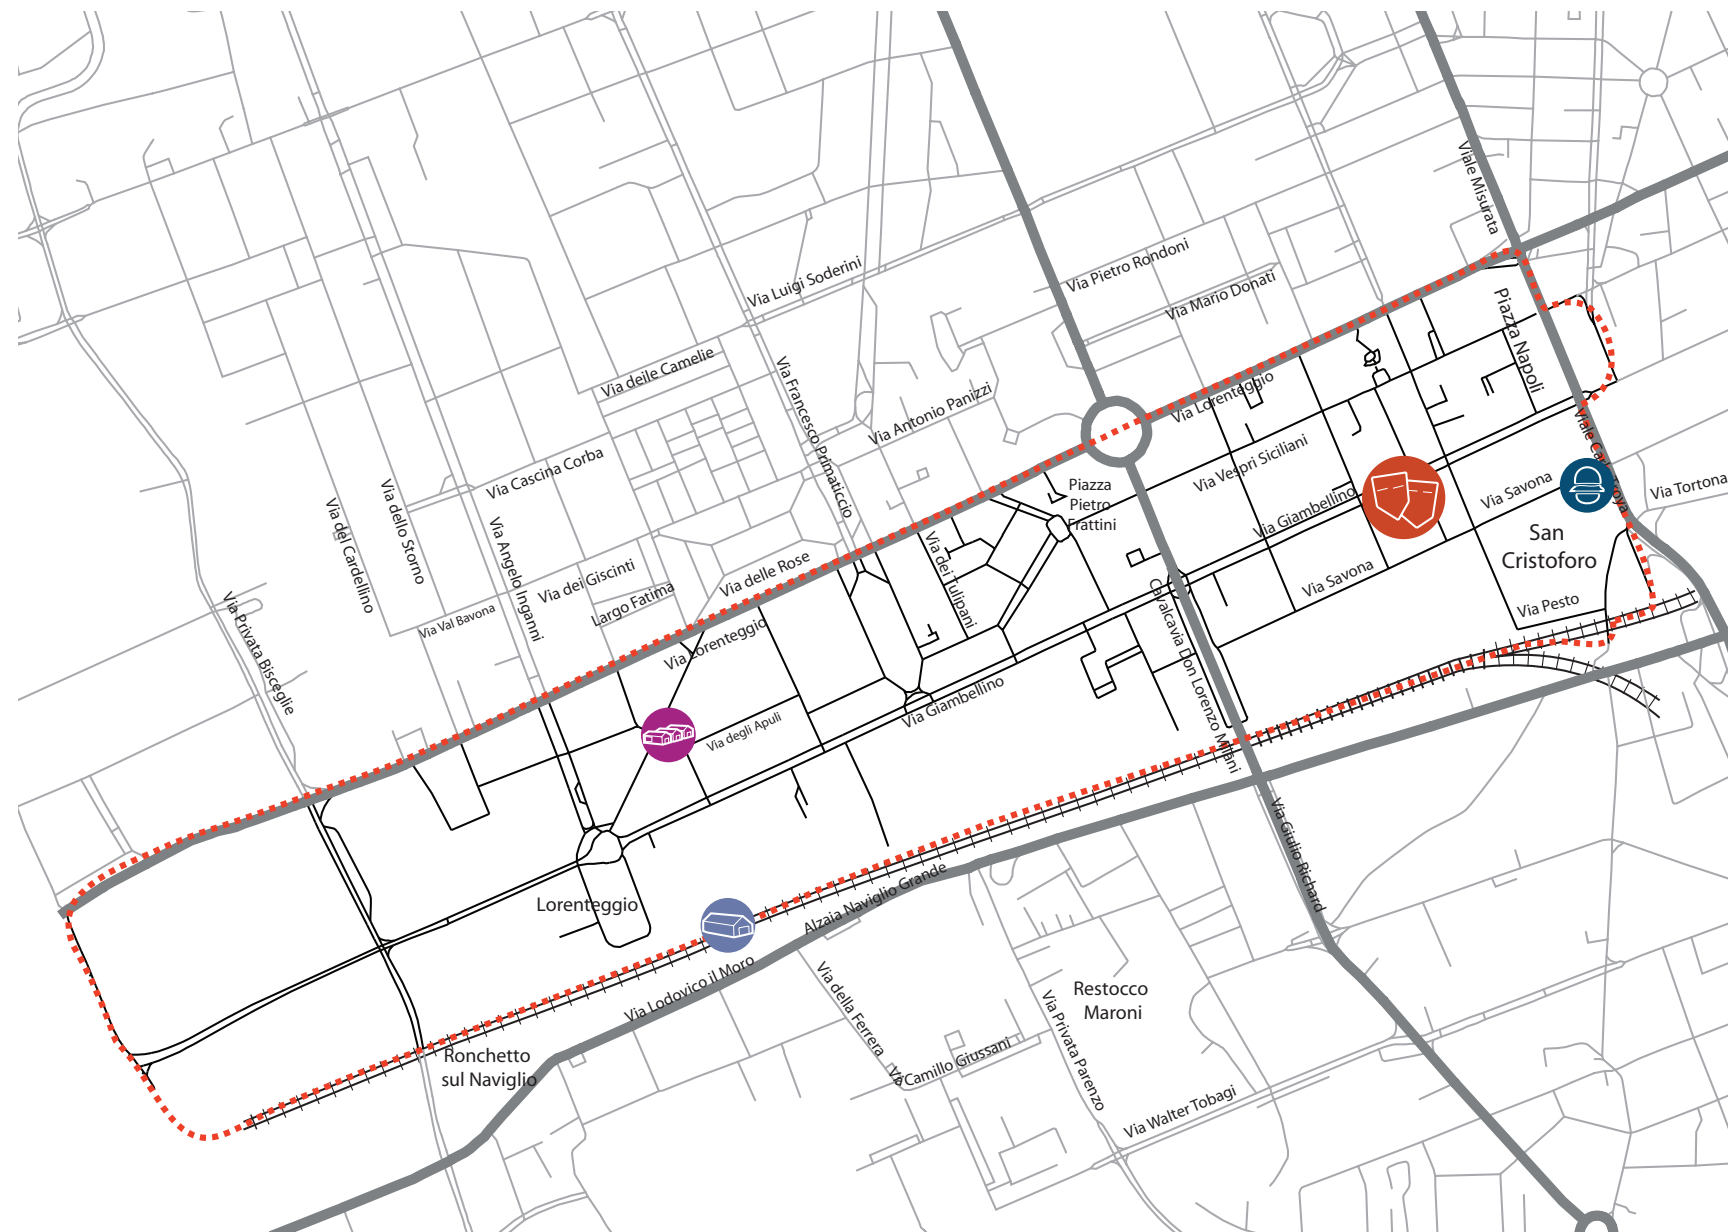 Viale Misurata
Via Pietro Rondoni
Via Luigi Soderini
Via Mario Donati
Piazza Napoli
Via delle Camelie
Via Francesco Primaticcio
Via Lorenteggio
Via Antonio Panizzi
Via Vespri Siciliani
Via Cascina Corba
Piazza
Pietro
Frattini
Via Giambellino
Via Savona
Viale Carlo Troya
Via Tortona
Via del Cardellino
Via dello Storno
Via Angelo Inganni
San
Cristoforo
Via dei Tulipani
Via delle Rose
Via dei Giscinti
Largo Fatima
Via Val Bavona
Via Savona
Via Pesto
Via Privata Bisceglie
Via Lorenteggio
Cavalcavia Don Lorenzo Milani
Via Giambellino
Via degli Apuli
Via Giulio Richard
Lorenteggio
Alzaia Naviglio Grande
Via Lodovico il Moro
Via della Ferrera
Restocco
Maroni
Via Privata Parenzo
Ronchetto
sul Naviglio
Via Camillo Giussani
Via Walter Tobagi